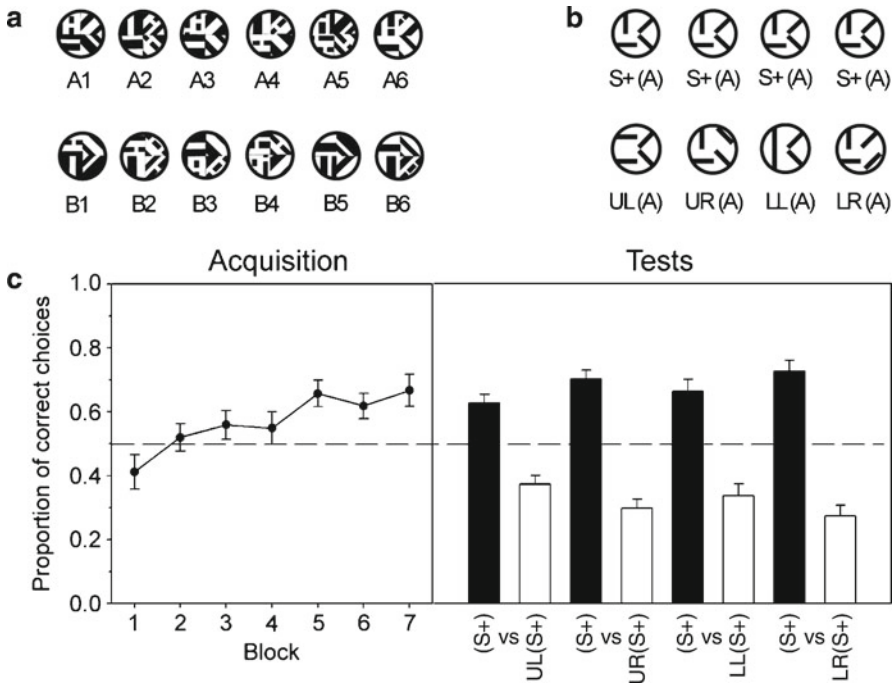 a
b
A1 A2 A3 A4 A5 A6
S+(A) S+(A) S+(A) S+(A)
B1 B2 B3 B4 B5 B6
UL(A) UR(A) LL(A) LR(A)
Acquisition
Tests
c
Proportion of correct choices
1.0
0.8
0.6
0.4
0.2
0.0
1 2 3 4 5 6 7
Block
(S+) vs UL(S+)
(S+) vs UR(S+)
(S+) vs LL(S+)
(S+) vs LR(S+)